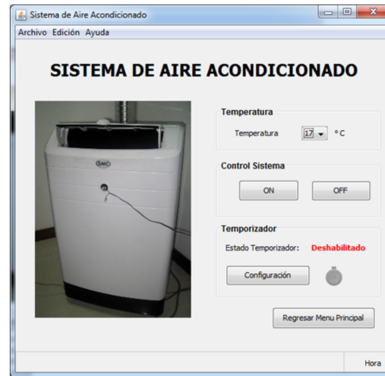 Sistema de Aire Acondicionado
Archivo Edición Ayuda
SISTEMA DE AIRE ACONDICIONADO
Temperatura
Temperatura 17 ° C
Control Sistema
ON OFF
Temporizador
Estado Temporizador: Deshabilitado
Configuración
Regresar Menu Principal
Hora